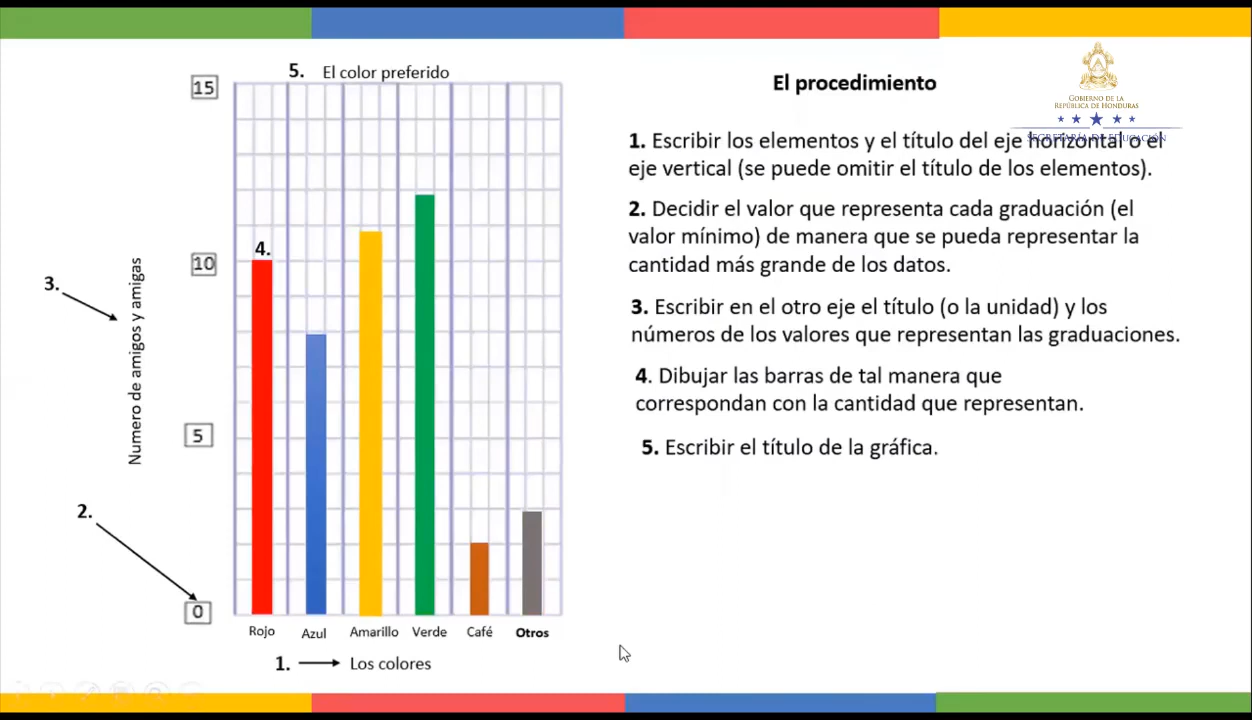 5. El color preferido
15
10
5
0
4.
3.
Numero de amigos y amigas
2.
Rojo Azul Amarillo Verde Café Otros
1. Los colores
El procedimiento
GOBIERNO DE LA
REPÚBLICA DE HONDURAS
SECRETARÍA DE EDUCACIÓN
1. Escribir los elementos y el título del eje horizontal o el
eje vertical (se puede omitir el título de los elementos).
2. Decidir el valor que representa cada graduación (el
valor mínimo) de manera que se pueda representar la
cantidad más grande de los datos.
3. Escribir en el otro eje el título (o la unidad) y los
números de los valores que representan las graduaciones.
4. Dibujar las barras de tal manera que
correspondan con la cantidad que representan.
5. Escribir el título de la gráfica.